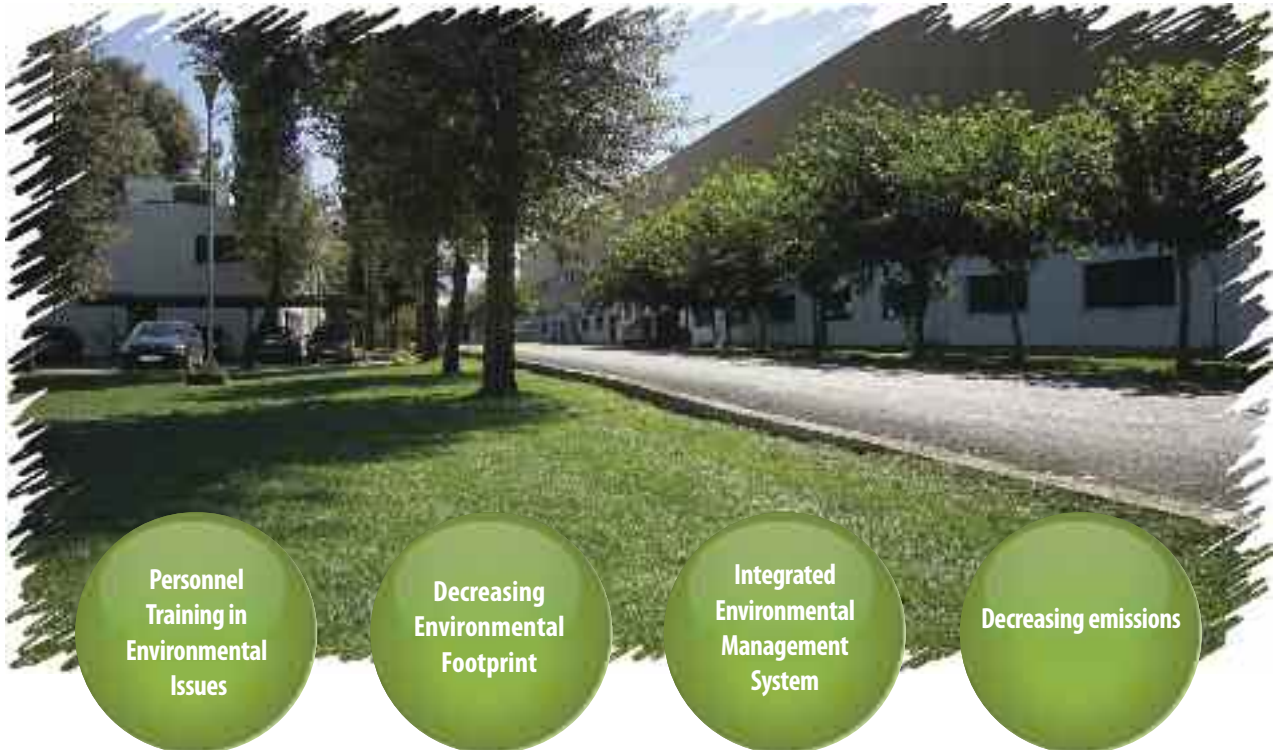 Personnel
Training in
Environmental
Issues
Decreasing
Environmental
Footprint
Integrated
Environmental
Management
System
Decreasing emissions